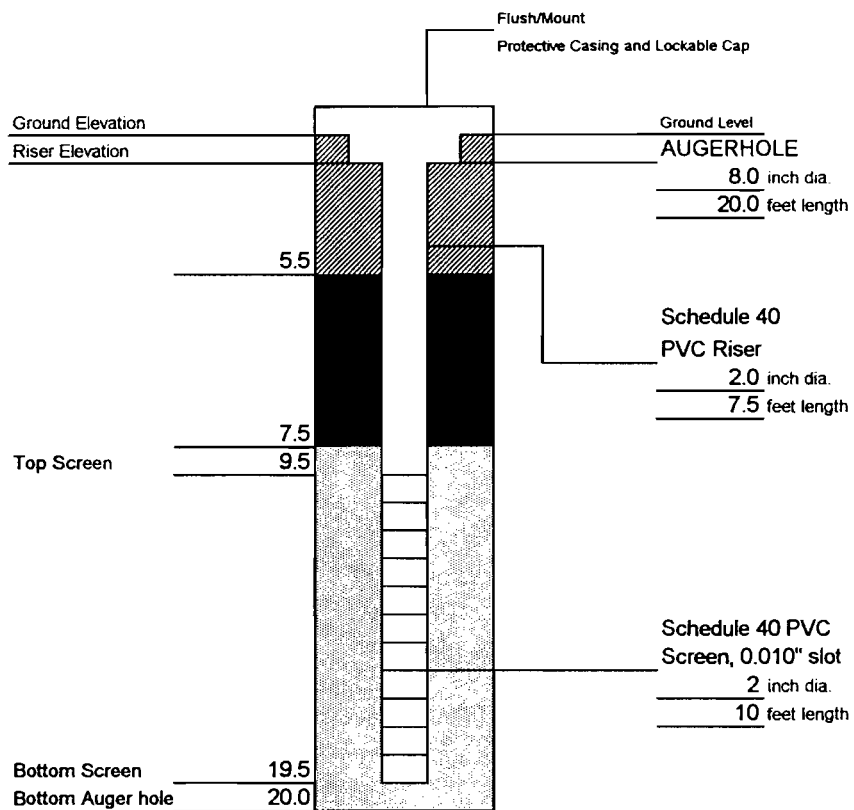 Flush/Mount
Protective Casing and Lockable Cap
Ground Elevation
Riser Elevation
Ground Level
AUGERHOLE
8.0 inch dia.
20.0 feet length
5.5
Schedule 40
PVC Riser
2.0 inch dia.
7.5 feet length
7.5
Top Screen 9.5
Schedule 40 PVC
Screen, 0.010" slot
2 inch dia.
10 feet length
Bottom Screen 19.5
Bottom Auger hole 20.0